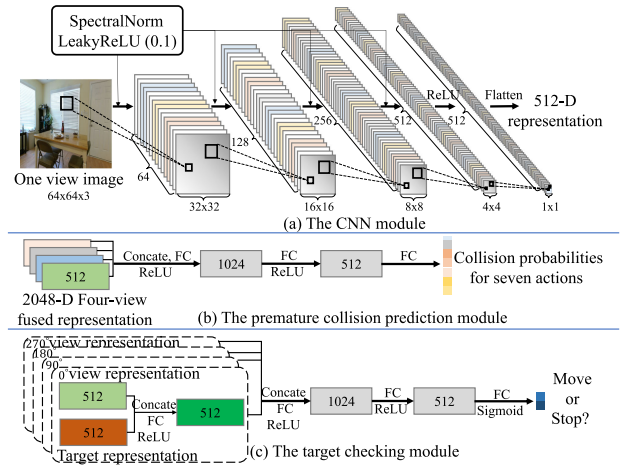 SpectralNorm
LeakyReLU (0.1)
ReLU
Flatten
512-D
representation
64
128
256
512
512
One view image
64x64x3
32x32
16x16
8x8
4x4
1x1
(a) The CNN module
512
Concate, FC
ReLU
1024
FC
ReLU
512
FC
Collision probabilities
for seven actions
2048-D Four-view
fused representation
(b) The premature collision prediction module
270 view representation
180
90
0 view representation
512
512
Concate
FC
ReLU
512
Target representation
Concate
FC
ReLU
1024
FC
ReLU
512
FC
Sigmoid
Move or
Stop?
(c) The target checking module